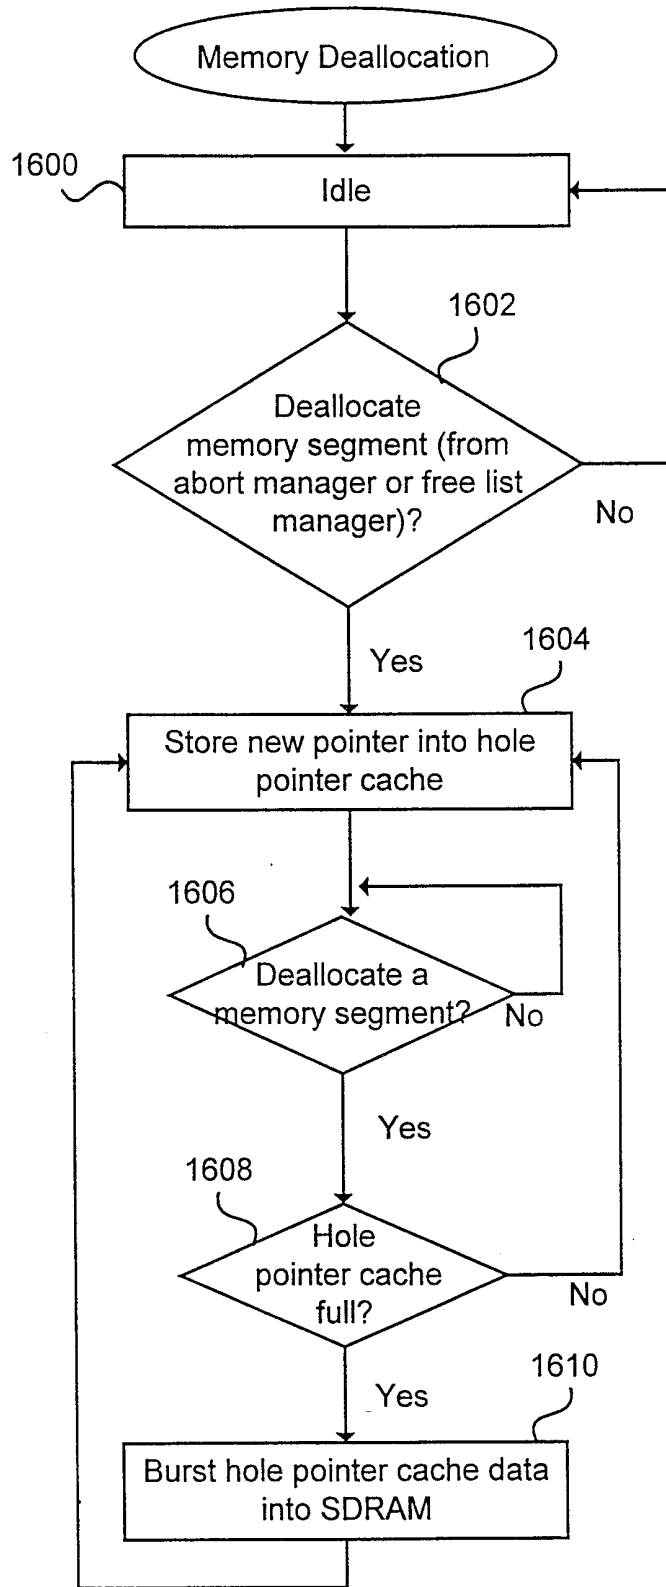 Memory Deallocation
1600
Idle
1602
Deallocate
memory segment (from
abort manager or free list
manager)?
No
Yes
1604
Store new pointer into hole
pointer cache
1606
Deallocate a
memory segment?
No
Yes
1608
Hole
pointer cache
full?
No
Yes
1610
Burst hole pointer cache data
into SDRAM